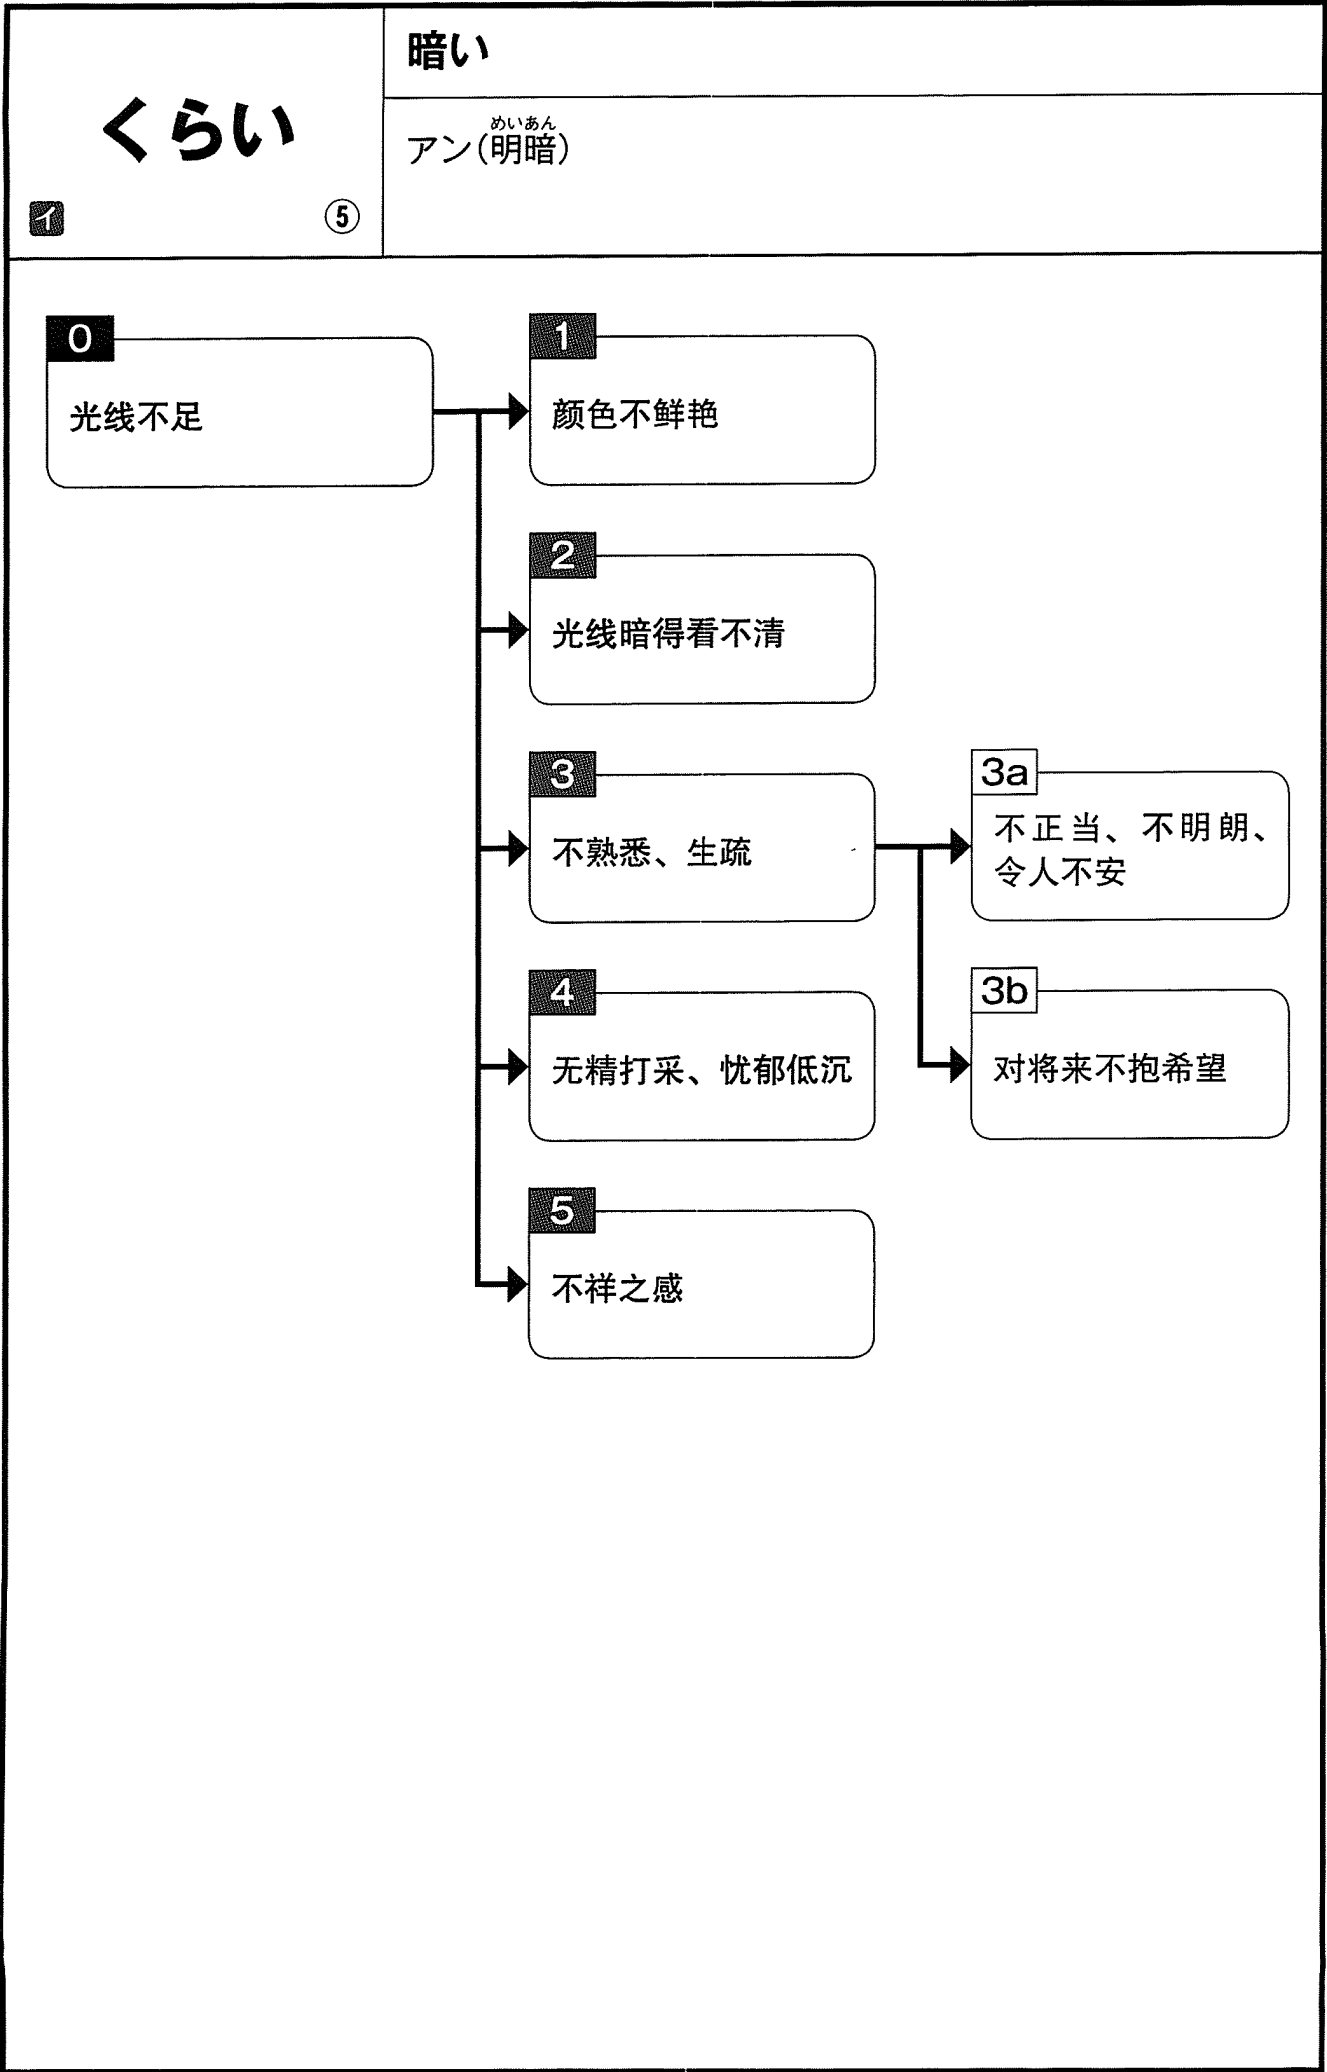 くらい
イ
⑤
暗い
めいあん
アン(明暗)
0
光线不足
1
颜色不鲜艳
2
光线暗得看不清
3
不熟悉、生疏
3a
不正当、不明朗、
令人不安
4
无精打采、忧郁低沉
3b
对将来不抱希望
5
不祥之感